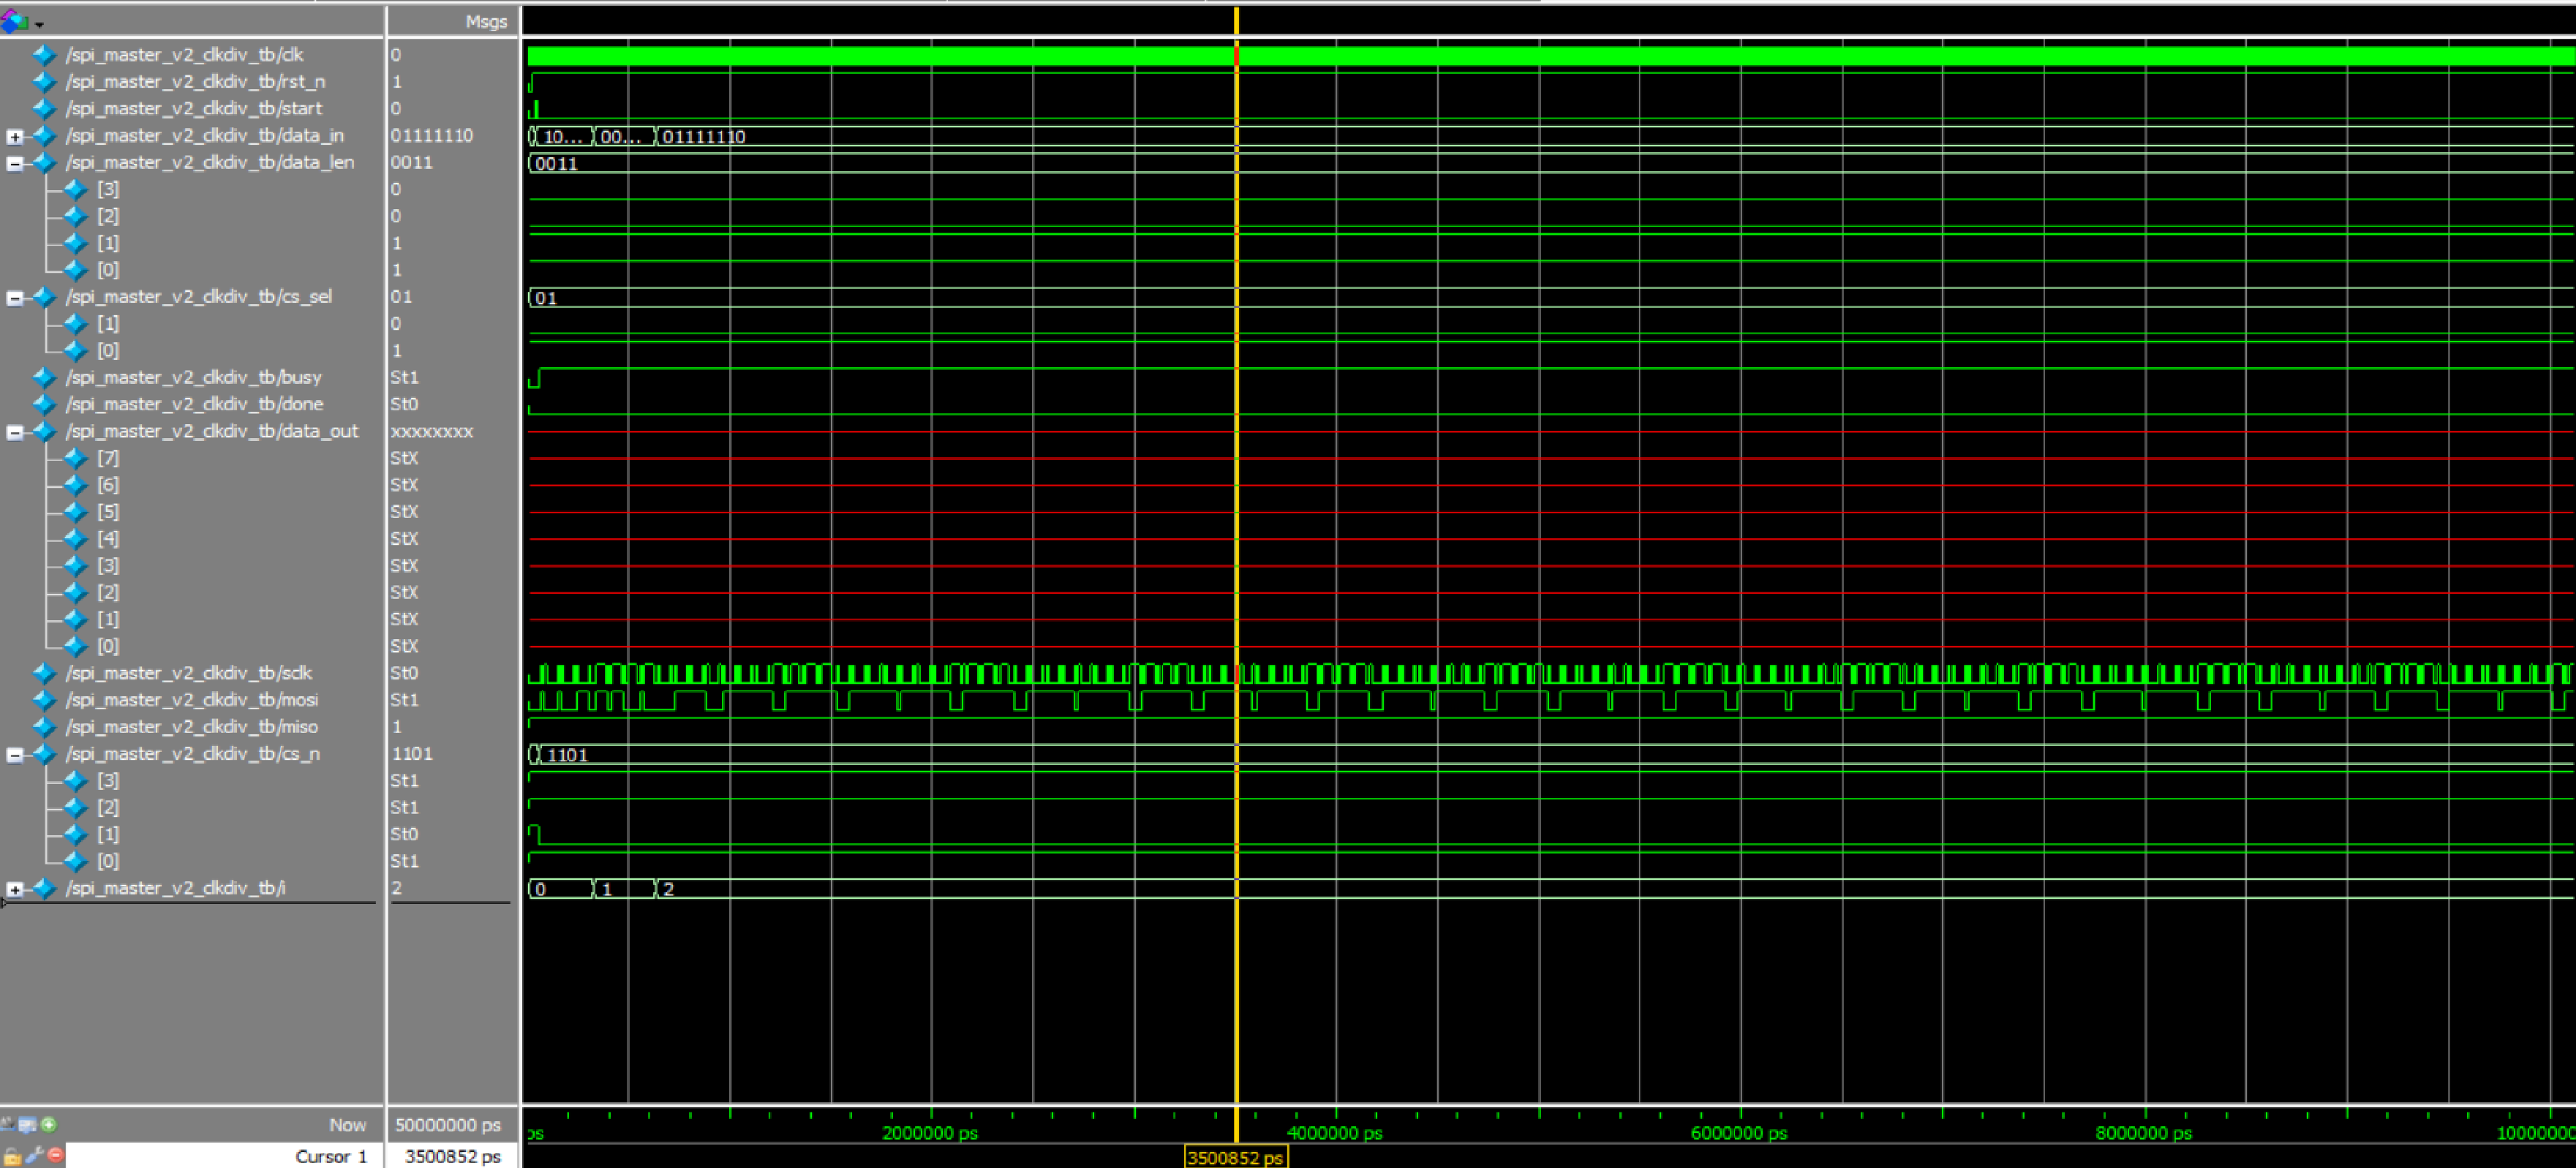 Msgs
/spi_master_v2_clkdiv_tb/clk 0
/spi_master_v2_clkdiv_tb/rst_n 1
/spi_master_v2_clkdiv_tb/start 0
/spi_master_v2_clkdiv_tb/data_in 01111110 10... 00... 01111110
/spi_master_v2_clkdiv_tb/data_len 0011 0011
[3] 0
[2] 0
[1] 1
[0] 1
/spi_master_v2_clkdiv_tb/cs_sel 01 01
[1] 0
[0] 1
/spi_master_v2_clkdiv_tb/busy St1
/spi_master_v2_clkdiv_tb/done St0
/spi_master_v2_clkdiv_tb/data_out xxxxxxxx
[7] StX
[6] StX
[5] StX
[4] StX
[3] StX
[2] StX
[1] StX
[0] StX
/spi_master_v2_clkdiv_tb/sclk St0
/spi_master_v2_clkdiv_tb/mosi St1
/spi_master_v2_clkdiv_tb/miso 1
/spi_master_v2_clkdiv_tb/cs_n 1101 1101
[3] St1
[2] St1
[1] St0
[0] St1
/spi_master_v2_clkdiv_tb/i 2 0 1 2
Now 50000000 ps ps 2000000 ps 4000000 ps 6000000 ps 8000000 ps 10000000
Cursor 1 3500852 ps 3500852 ps